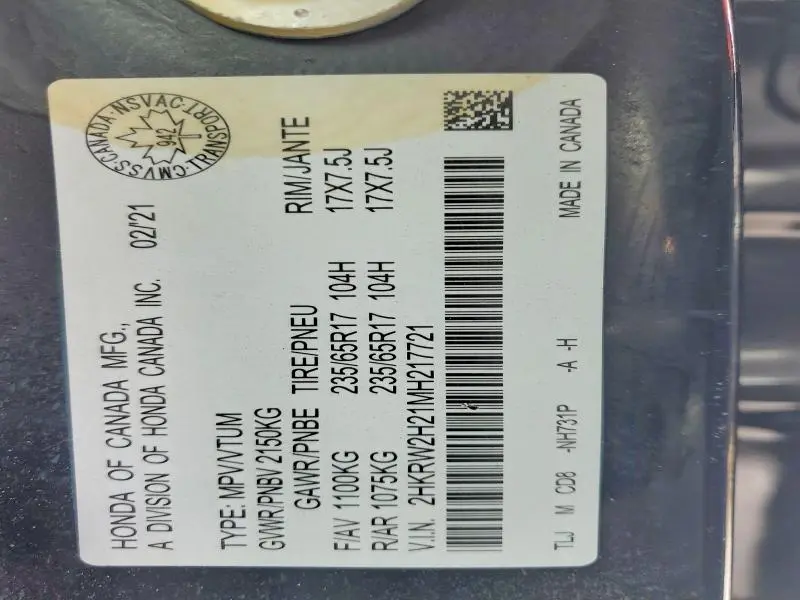 HONDA OF CANADA MFG.,
A DIVISION OF HONDA CANADA INC. 02/'21
CMVSS·CANADA·NSVAC·TRANSPORT·
942
TYPE: MPV/VTUM
GVWR/PNBV 2150KG
GAWR/PNBE TIRE/PNEU RIM/JANTE
F/AV 1100KG 235/65R17 104H 17X7.5J
R/AR 1075KG 235/65R17 104H 17X7.5J
V.I.N. 2HKRW2H21MH217721
TLJ M CD8 -NH731P -A -H MADE IN CANADA